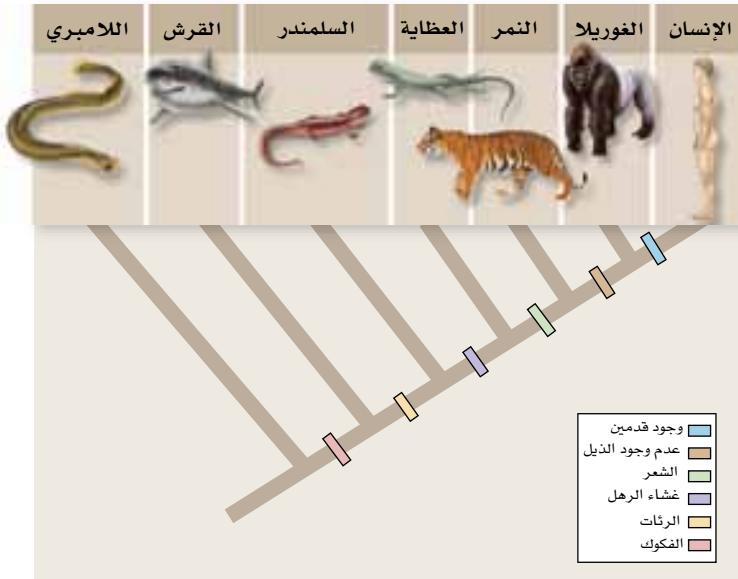 الإنسان
الغوريلا
النمر
العظاية
السلمندر
القرش
اللامبري
وجود قدمين
عدم وجود الذيل
الشعر
غشاء الرهل
الرئات
الفكوك